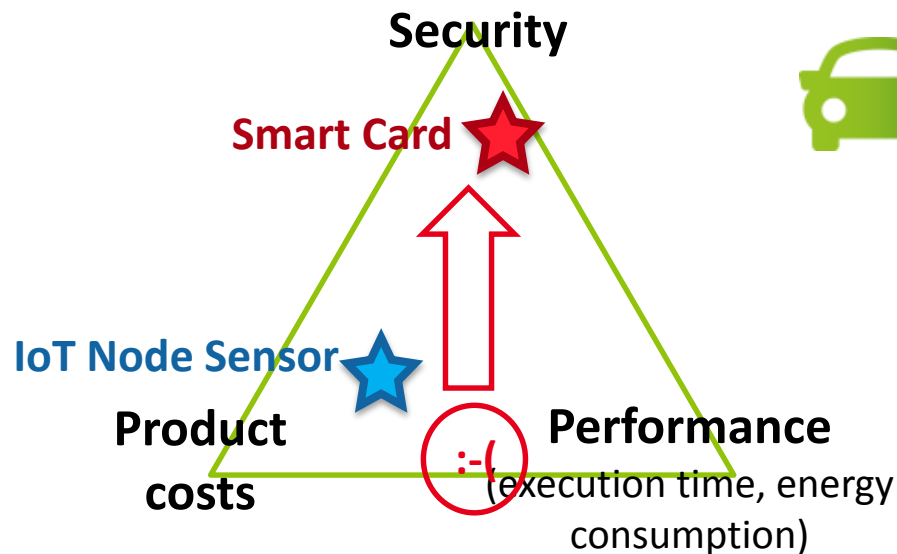 Security
Smart Card
IoT Node Sensor
Product
costs
:-(
Performance
(execution time, energy
consumption)